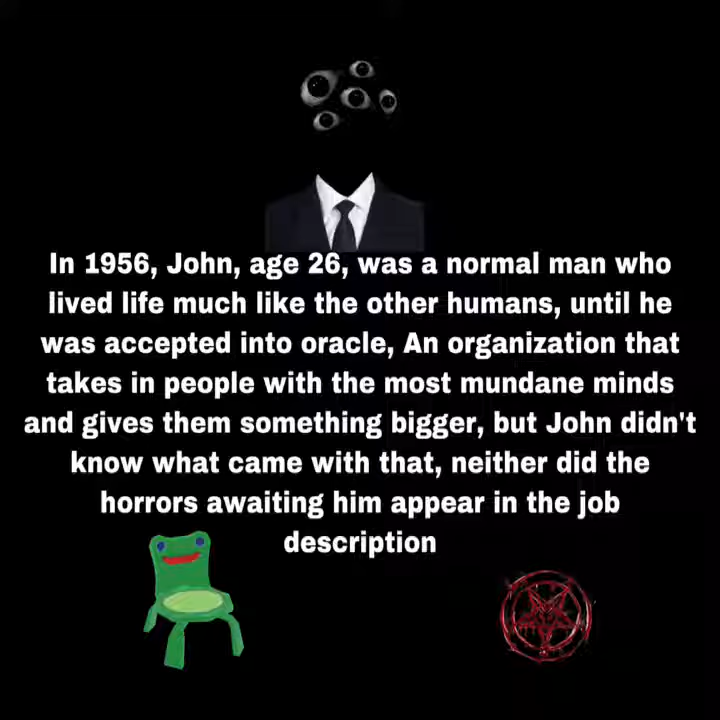 In 1956, John, age 26, was a normal man who
lived life much like the other humans, until he
was accepted into oracle, An organization that
takes in people with the most mundane minds
and gives them something bigger, but John didn't
know what came with that, neither did the
horrors awaiting him appear in the job
description